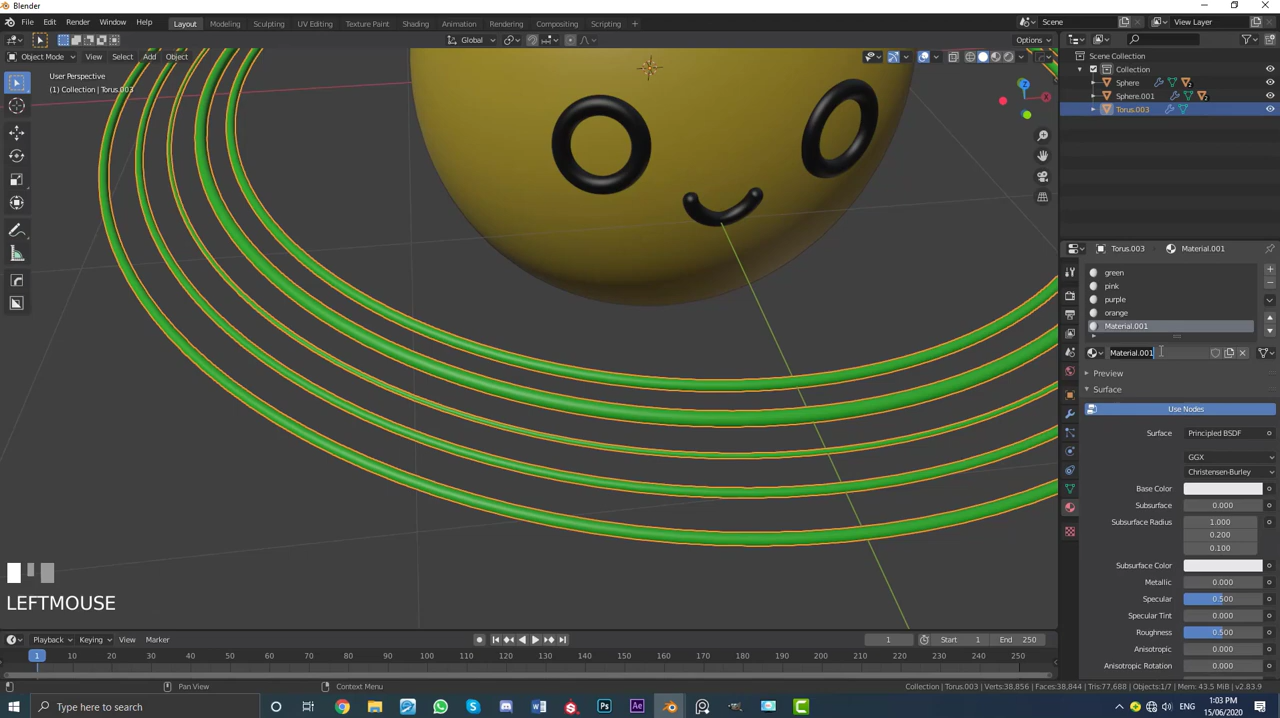 Blender
File Edit Render Window Help Layout Modeling Sculpting UV Editing Texture Paint Shading Animation Rendering Compositing Scripting + Scene View Layer
Global Options
Object Mode View Select Add Object
User Perspective
(1) Collection | Torus.003
X
Z
Scene Collection
Collection
Sphere
Sphere.001
Torus.003
Torus.003 Material.001
green
pink
purple
orange
Material.001
Material.001
Preview
Surface
Use Nodes
Surface Principled BSDF
GGX
Christensen-Burley
Base Color
Subsurface 0.000
Subsurface Radius 1.000
0.200
0.100
Subsurface Color
Metallic 0.000
Specular 0.500
Specular Tint 0.000
Roughness 0.500
Anisotropic 0.000
Anisotropic Rotation 0.000
LEFTMOUSE
Playback Keying View Marker 1 Start 1 End 250
1 10 20 30 40 50 60 70 80 90 100 110 120 130 140 150 160 170 180 190 200 210 220 230 240 250
Pan View Context Menu Collection | Torus.003 | Verts:38,856 | Faces:38,844 | Tris:77,688 | Objects:1/7 | Mem: 43.5 MiB | v2.83.9
Type here to search
ENG
1:03 PM
15/06/2020